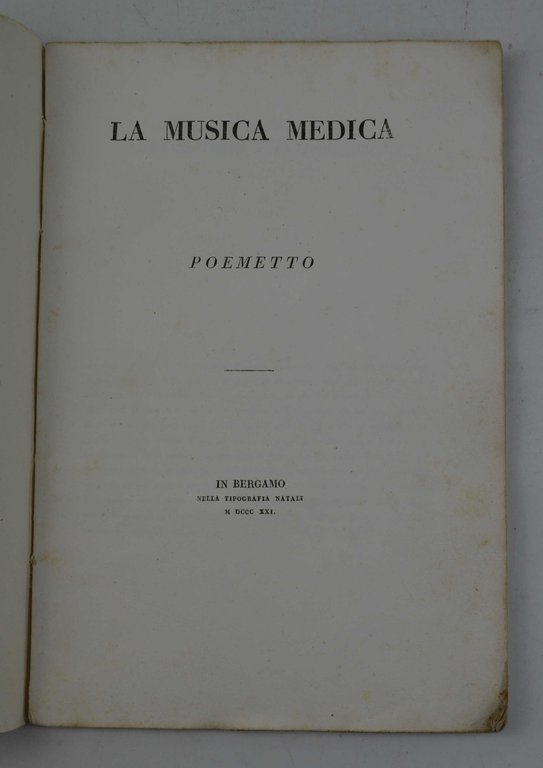 LA MUSICA MEDICA
POEMETTO
IN BERGAMO
NELLA TIPOGRAFIA NATALI
M DCCC XXI.